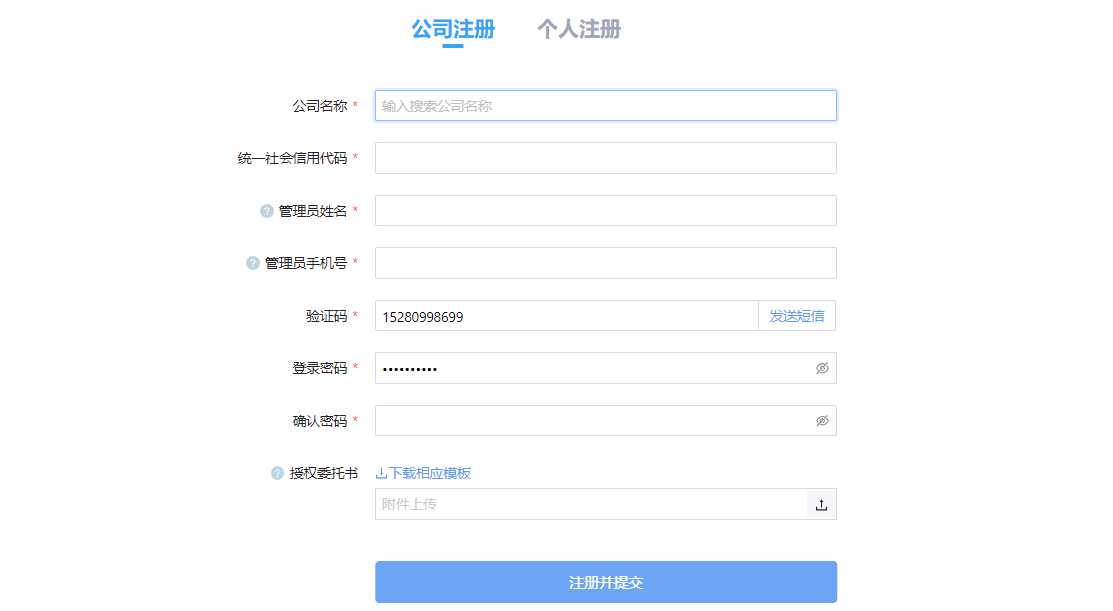 公司注册 个人注册
公司名称 *
输入搜索公司名称
统一社会信用代码 *
? 管理员姓名 *
? 管理员手机号 *
验证码 *
15280998699
发送短信
登录密码 *
••••••••••
确认密码 *
? 授权委托书
下载相应模板
附件上传
注册并提交